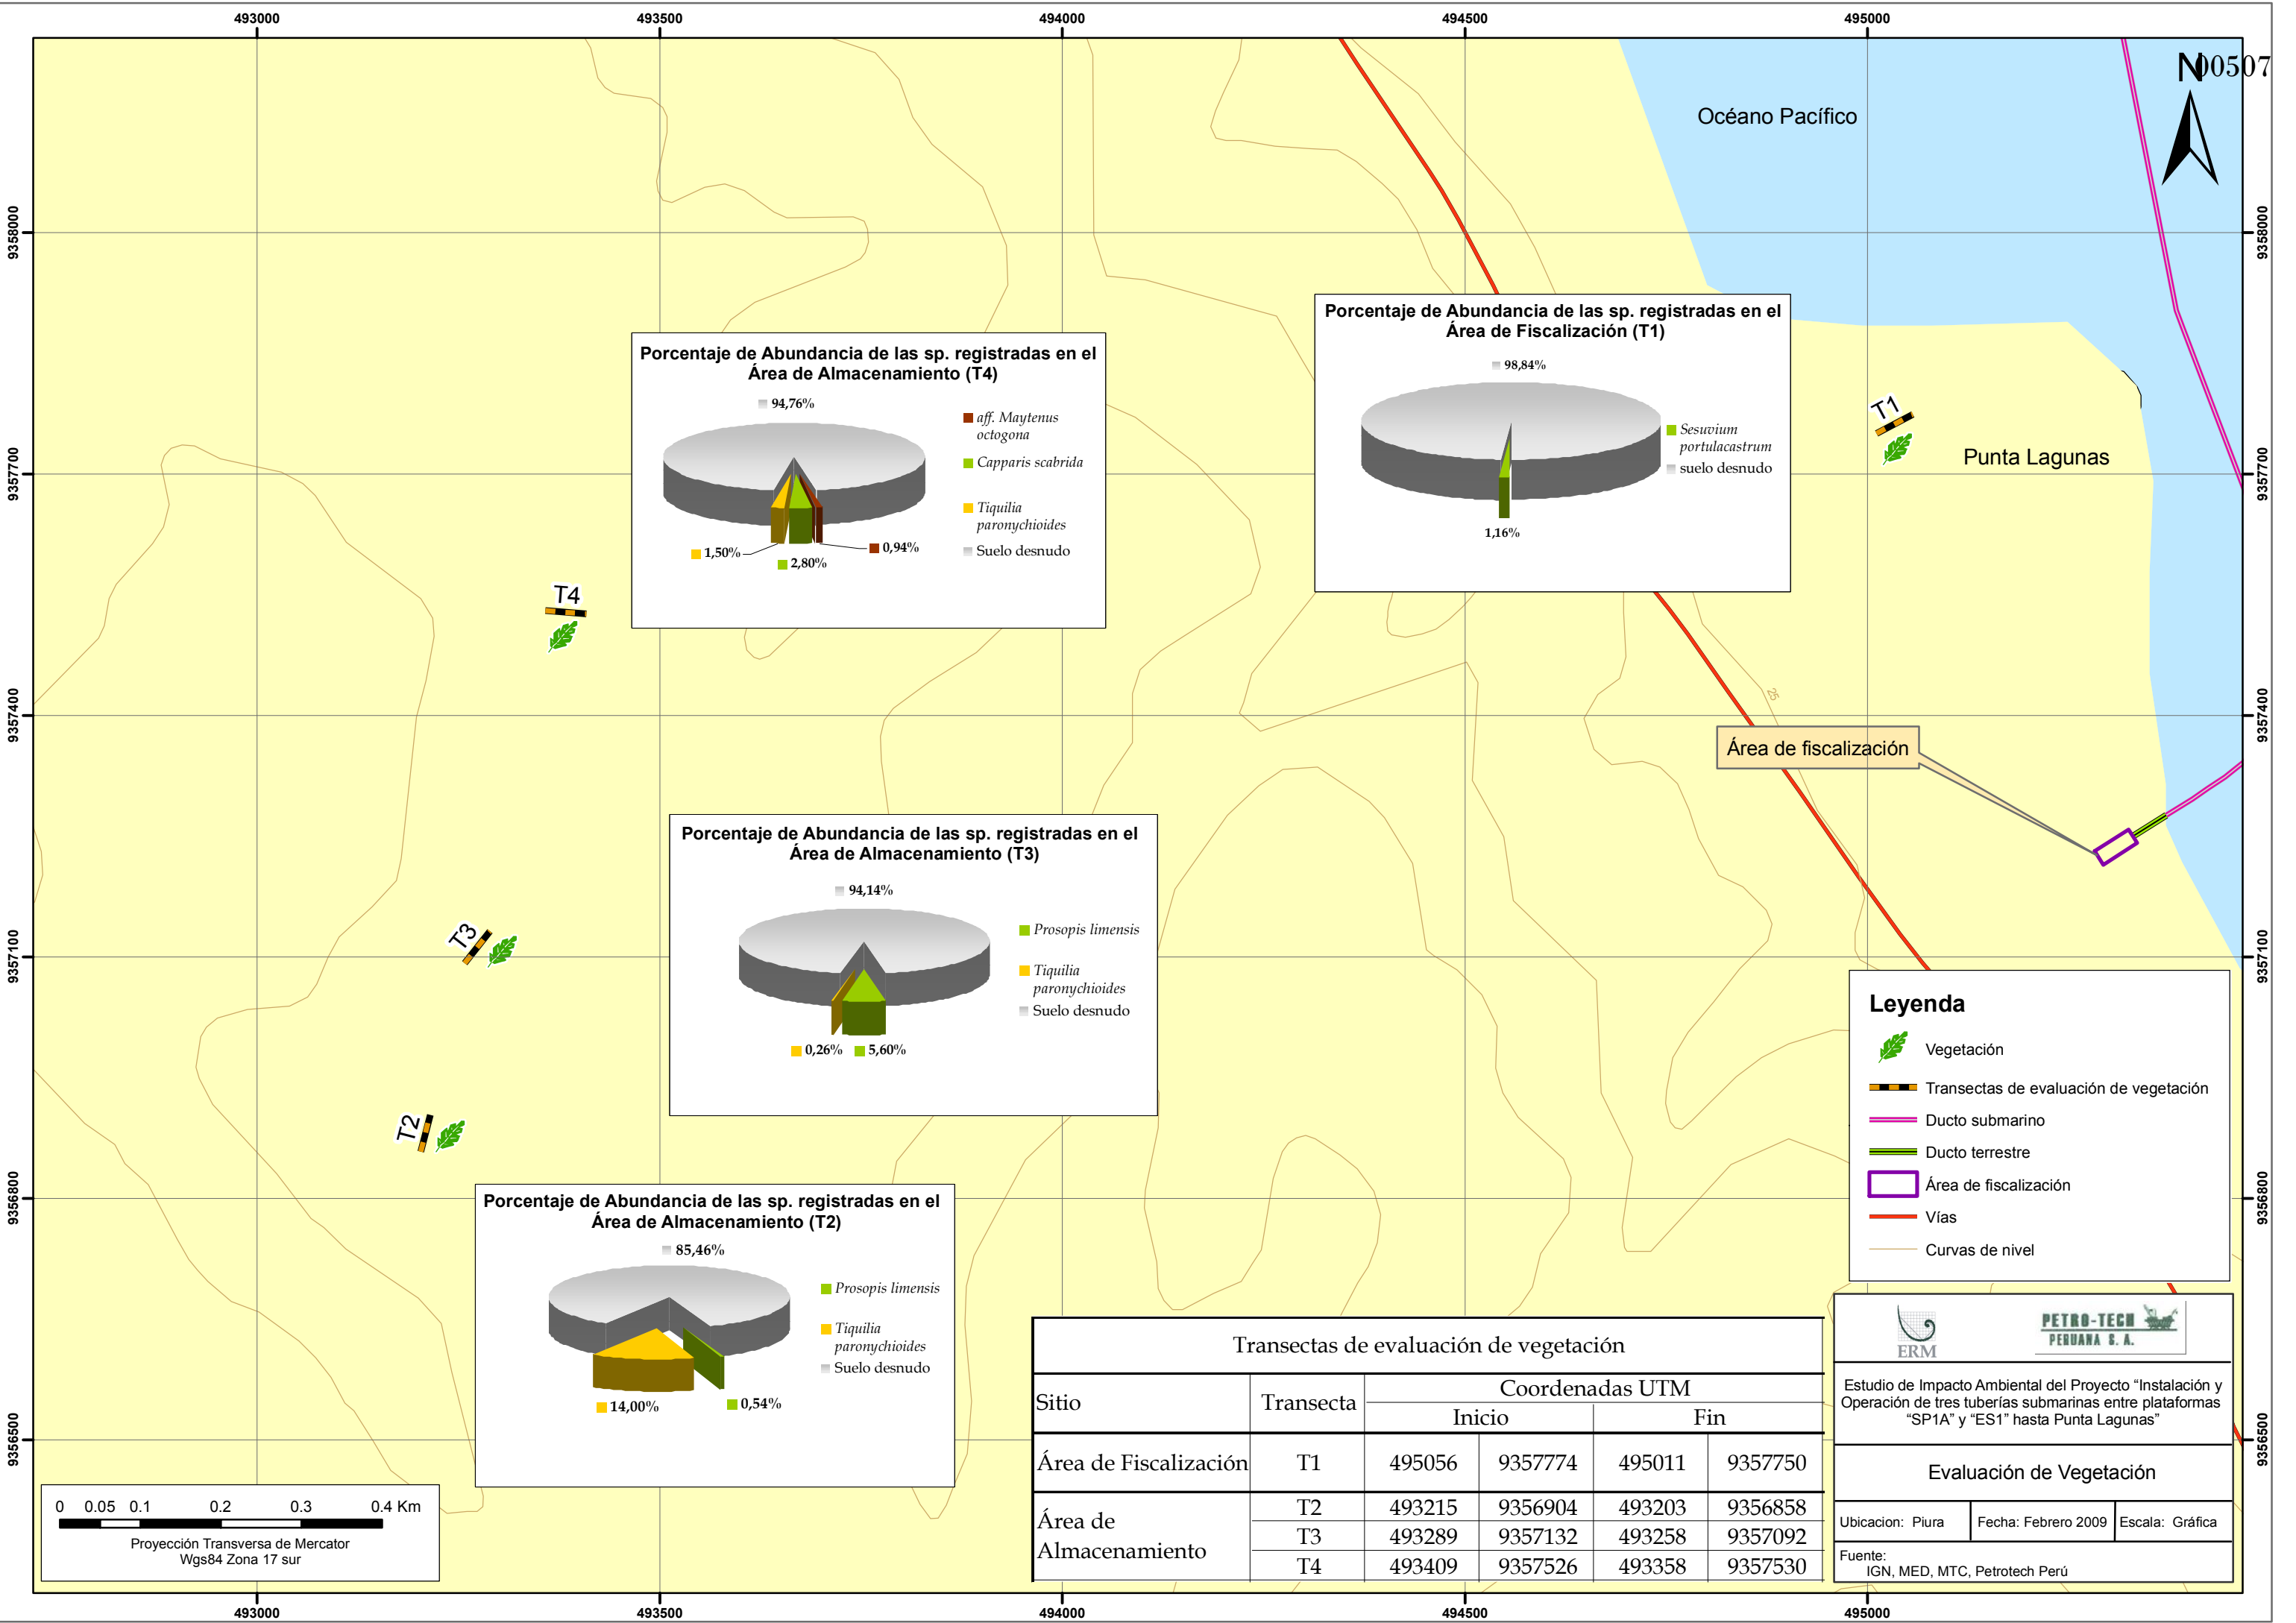 493000 493500 494000 494500 495000
N
00507
Océano Pacífico
9358000 9358000
Porcentaje de Abundancia de las sp. registradas en el
Área de Fiscalización (T1)
98,84%
Sesuvium
portulacastrum
suelo desnudo
1,16%
Porcentaje de Abundancia de las sp. registradas en el
Área de Almacenamiento (T4)
94,76%
aff. Maytenus
octogona
Capparis scabrida
Tiquilia
paronychioides
Suelo desnudo
1,50%
2,80%
0,94%
T1
Punta Lagunas
9357700 9357700
T4
25
9357400 9357400
Área de fiscalización
Porcentaje de Abundancia de las sp. registradas en el
Área de Almacenamiento (T3)
94,14%
Prosopis limensis
Tiquilia
paronychioides
Suelo desnudo
0,26% 5,60%
T3
9357100 9357100
Leyenda
Vegetación
Transectas de evaluación de vegetación
Ducto submarino
Ducto terrestre
Área de fiscalización
Vías
Curvas de nivel
T2
9356800 9356800
Porcentaje de Abundancia de las sp. registradas en el
Área de Almacenamiento (T2)
85,46%
Prosopis limensis
Tiquilia
paronychioides
Suelo desnudo
14,00%
0,54%
9356500 9356500
Transectas de evaluación de vegetación
Sitio Transecta Coordenadas UTM
Inicio Fin
Área de Fiscalización T1 495056 9357774 495011 9357750
Área de
Almacenamiento
T2 493215 9356904 493203 9356858
T3 493289 9357132 493258 9357092
T4 493409 9357526 493358 9357530
ERM
PETRO-TECH
PERUANA S. A.
Estudio de Impacto Ambiental del Proyecto “Instalación y
Operación de tres tuberías submarinas entre plataformas
“SP1A” y “ES1” hasta Punta Lagunas”
Evaluación de Vegetación
Ubicacion: Piura Fecha: Febrero 2009 Escala: Gráfica
Fuente:
IGN, MED, MTC, Petrotech Perú
0 0.05 0.1 0.2 0.3 0.4 Km
Proyección Transversa de Mercator
Wgs84 Zona 17 sur
493000 493500 494000 494500 495000